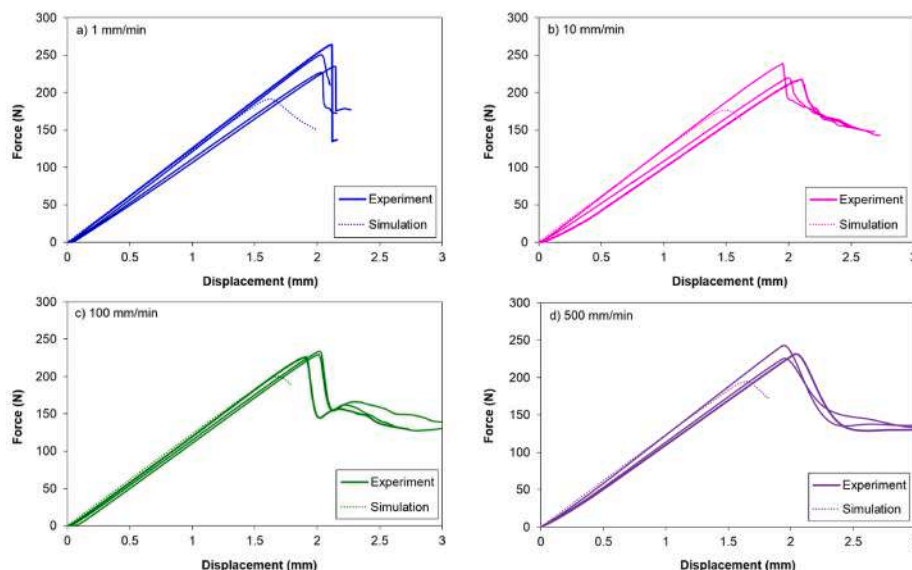 a) 1 mm/min
300
250
200
150
100
50
0
Force (N)
0 0.5 1 1.5 2 2.5 3
Displacement (mm)
Experiment
Simulation
b) 10 mm/min
300
250
200
150
100
50
0
Force (N)
0 0.5 1 1.5 2 2.5 3
Displacement (mm)
Experiment
Simulation
c) 100 mm/min
300
250
200
150
100
50
0
Force (N)
0 0.5 1 1.5 2 2.5 3
Displacement (mm)
Experiment
Simulation
d) 500 mm/min
300
250
200
150
100
50
0
Force (N)
0 0.5 1 1.5 2 2.5 3
Displacement (mm)
Experiment
Simulation